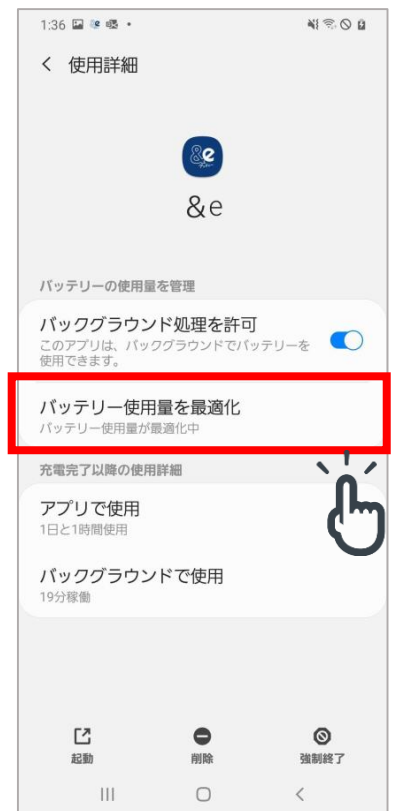 1:36
使用詳細
&e
&e
バッテリーの使用量を管理
バックグラウンド処理を許可
このアプリは、バックグラウンドでバッテリーを
使用できます。
バッテリー使用量を最適化
バッテリー使用量が最適化中
充電完了以降の使用詳細
アプリで使用
1日と1時間使用
バックグラウンドで使用
19分稼働
起動
削除
強制終了